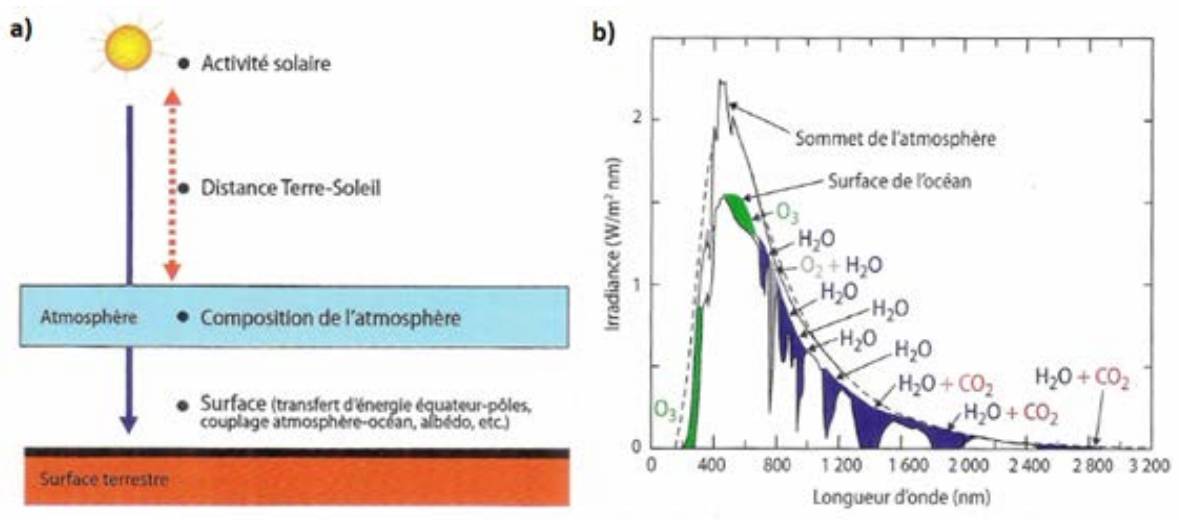 a)
Activité solaire
Distance Terre-Soleil
Atmosphère
Composition de l'atmosphère
Surface (transfert d'énergie équateur-pôles,
couplage atmosphère-océan, albédo, etc.)
Surface terrestre
b)
Irradiance (W/m² nm)
2
1
0
Sommet de l'atmosphère
Surface de l'océan
O₃
H₂O
O₂ + H₂O
H₂O
H₂O
H₂O
H₂O
H₂O + CO₂
H₂O + CO₂
H₂O + CO₂
O₃
0 400 800 1 200 1 600 2 000 2 400 2 800 3 200
Longueur d'onde (nm)